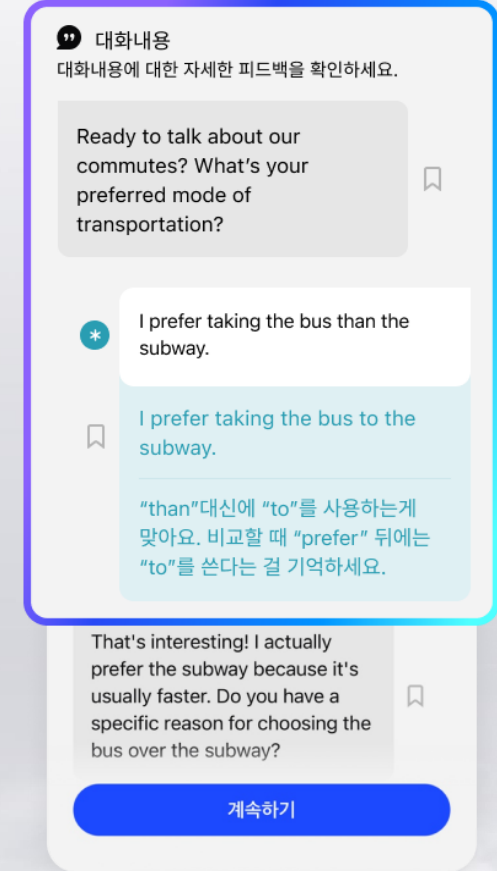 대화내용
대화내용에 대한 자세한 피드백을 확인하세요.
Ready to talk about our
commutes? What's your
preferred mode of
transportation?
I prefer taking the bus than the
subway.
I prefer taking the bus to the
subway.
“than”대신에 “to”를 사용하는게
맞아요. 비교할 때 “prefer” 뒤에는
“to”를 쓴다는 걸 기억하세요.
That's interesting! I actually
prefer the subway because it's
usually faster. Do you have a
specific reason for choosing the
bus over the subway?
계속하기